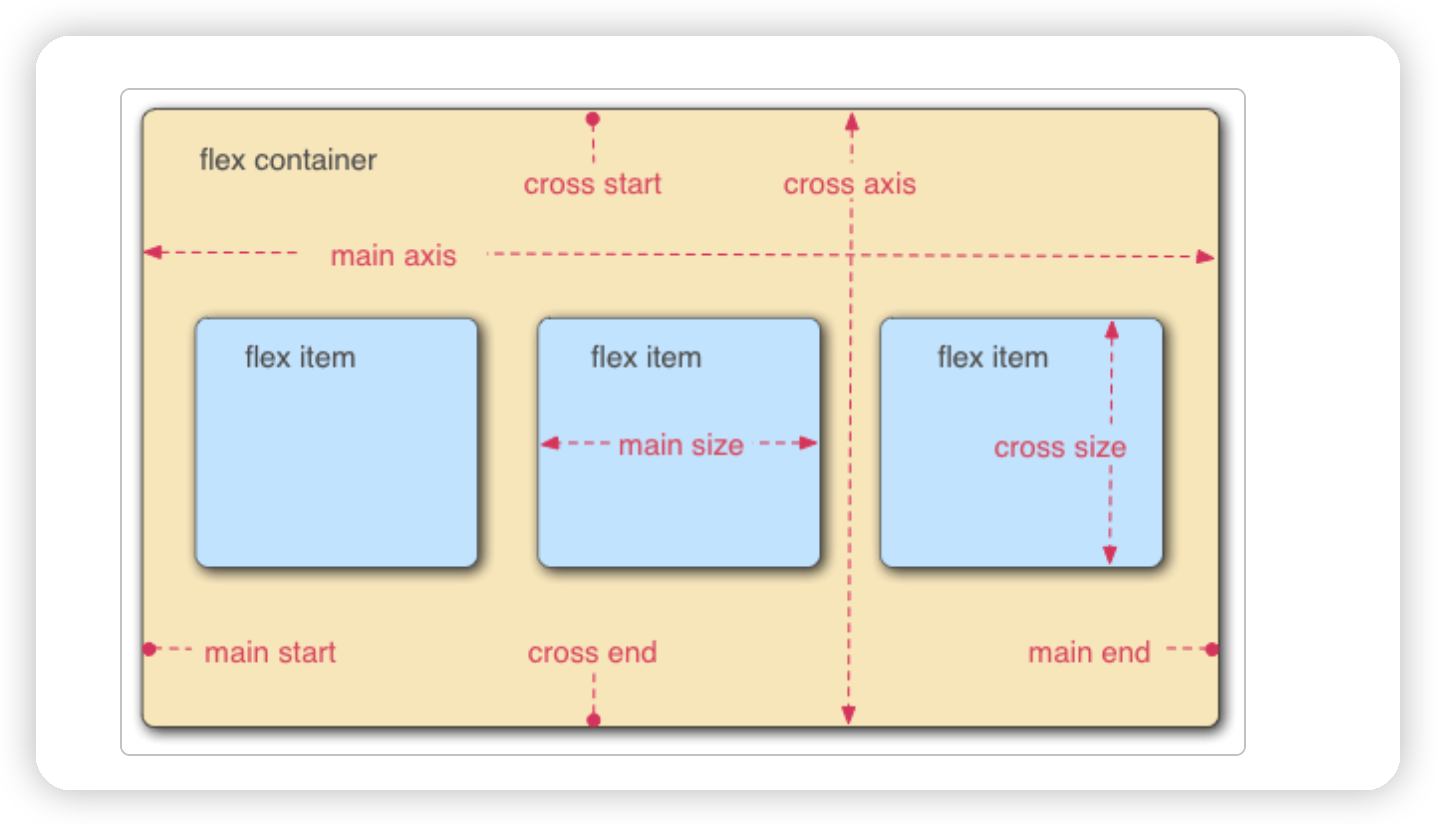 flex container
cross start
cross axis
main axis
flex item
flex item
flex item
main size
cross size
main start
cross end
main end